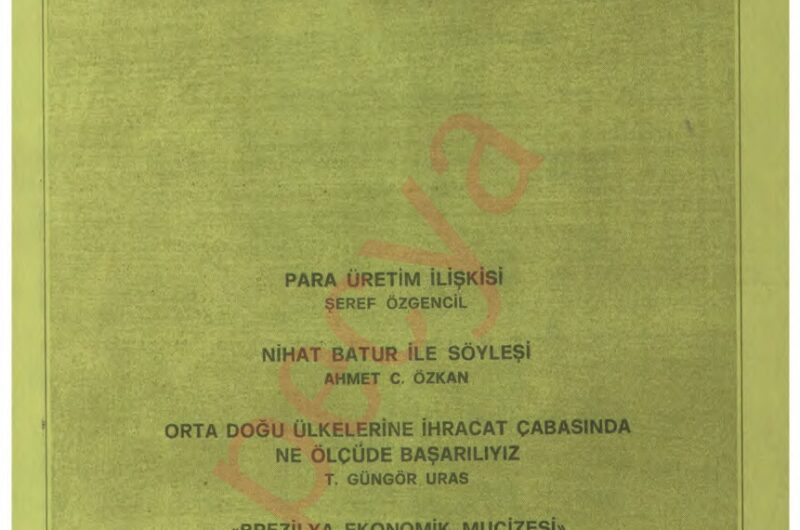 PARA ÜRETİM İLİŞKİSİ
ŞEREF ÖZGENCİL
NİHAT BATUR İLE SÖYLEŞİ
AHMET C. ÖZKAN
ORTA DOĞU ÜLKELERİNE İHRACAT ÇABASINDA
NE ÖLÇÜDE BAŞARILIYIZ
T. GÜNGÖR URAS
«BREZİLYA EKONOMİK MUCİZESİ»
pecya